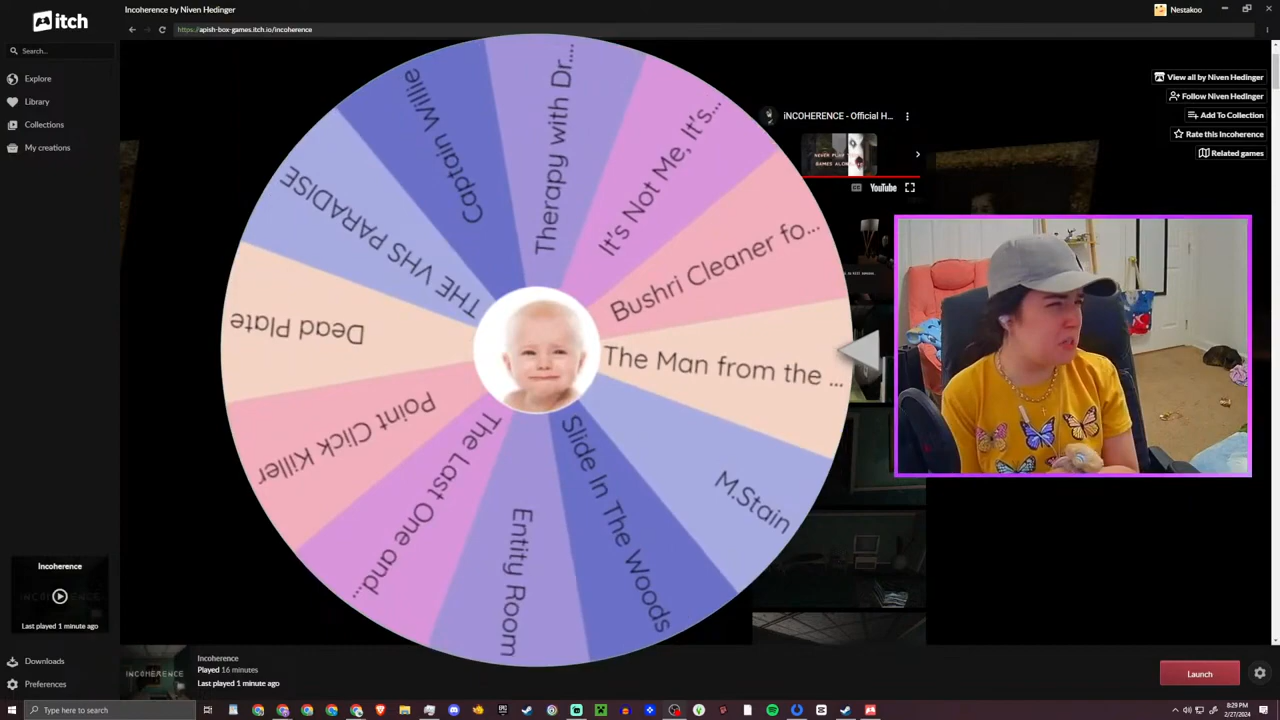 itch
Incoherence by Niven Hedinger
Nestakoo
https://apish-box-games.itch.io/incoherence
Search...
Explore
Library
Collections
My creations
View all by Niven Hedinger
Follow Niven Hedinger
Add To Collection
Rate this Incoherence
Related games
iNCOHERENCE - Official H...
YouTube
Captain Willie
Therapy with Dr....
It's Not Me, It's...
Bushri Cleaner fo...
The Man from the ...
M.Stain
Slide In The Woods
Entity Room
The Last One and...
Point Click Killer
Dead Plate
THE VHS PARADISE
Incoherence
Last played 1 minute ago
Downloads
Preferences
INCOHERENCE
Incoherence
Played 16 minutes
Last played 1 minute ago
Launch
Type here to search
8:29 PM
2/27/2024